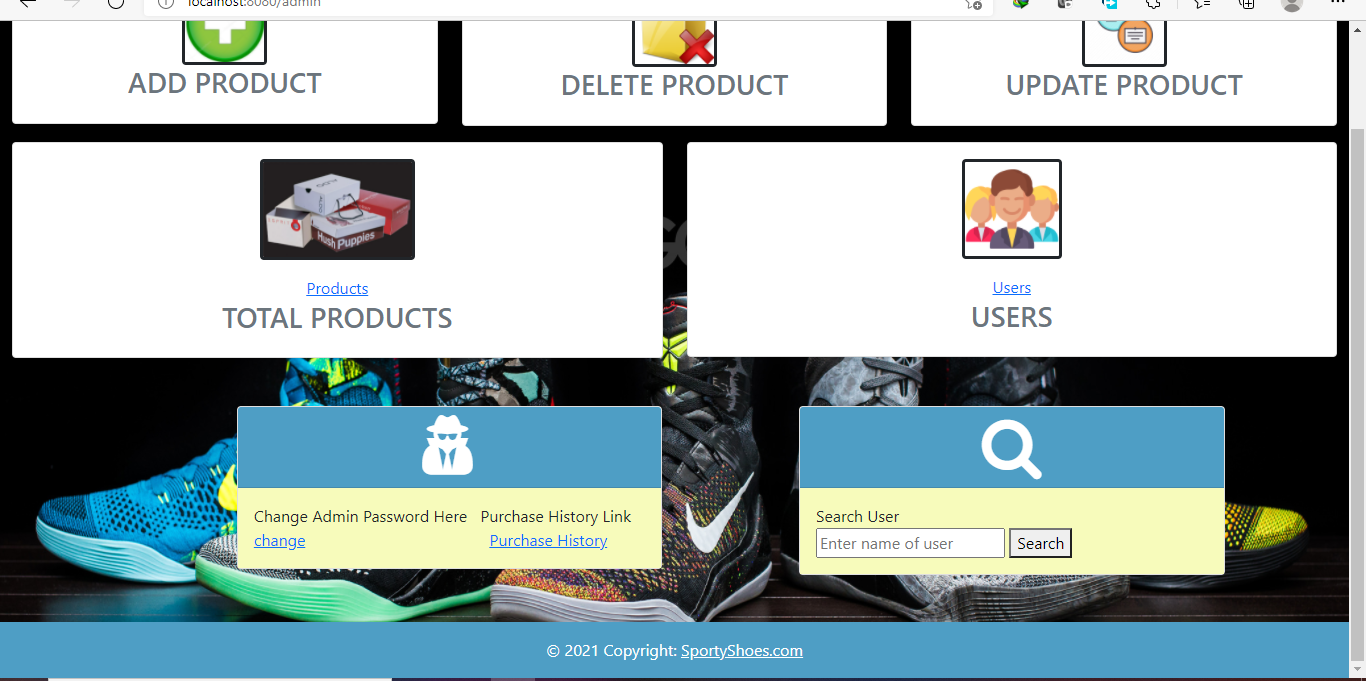 localhost:8080/admin
ADD PRODUCT
DELETE PRODUCT
UPDATE PRODUCT
Hush Puppies
Products
TOTAL PRODUCTS
Users
USERS
Change Admin Password Here Purchase History Link
change Purchase History
Search User
Enter name of user Search
© 2021 Copyright: SportyShoes.com